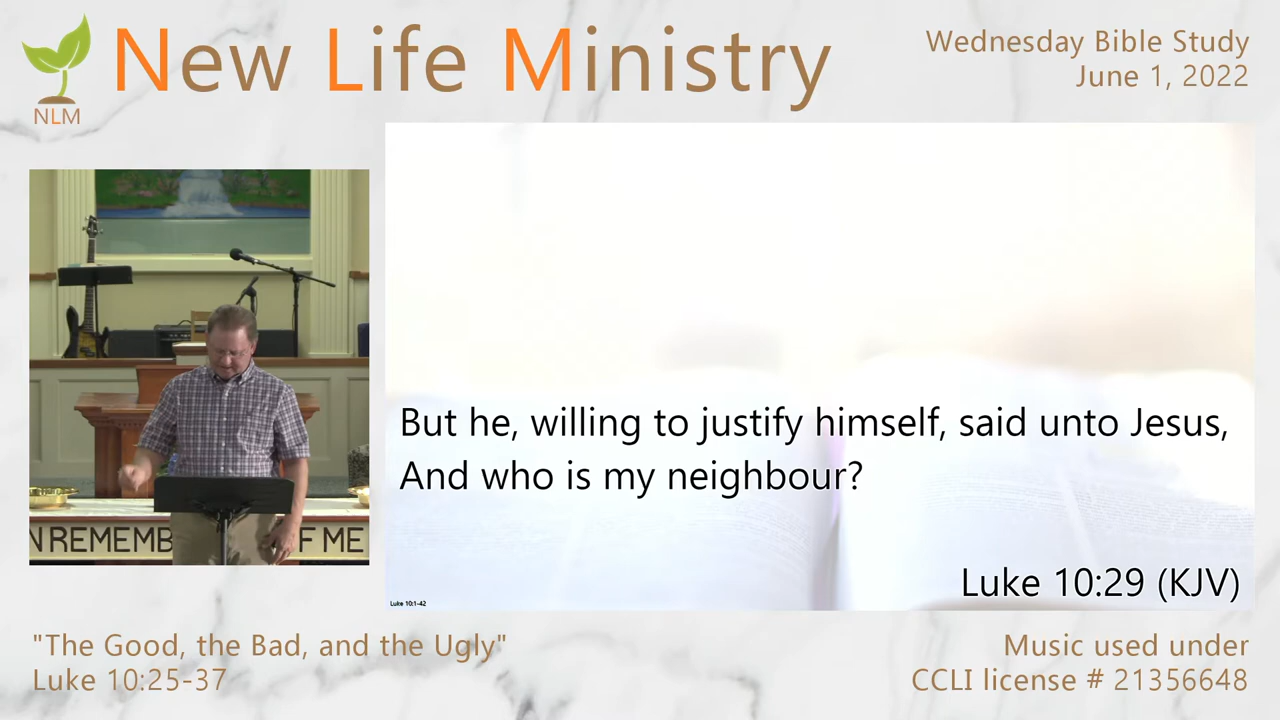 New Life Ministry
NLM
Wednesday Bible Study
June 1, 2022
But he, willing to justify himself, said unto Jesus,
And who is my neighbour?
Luke 10:29 (KJV)
Luke 10:1-42
N REMEMB F ME
"The Good, the Bad, and the Ugly"
Luke 10:25-37
Music used under
CCLI license # 21356648